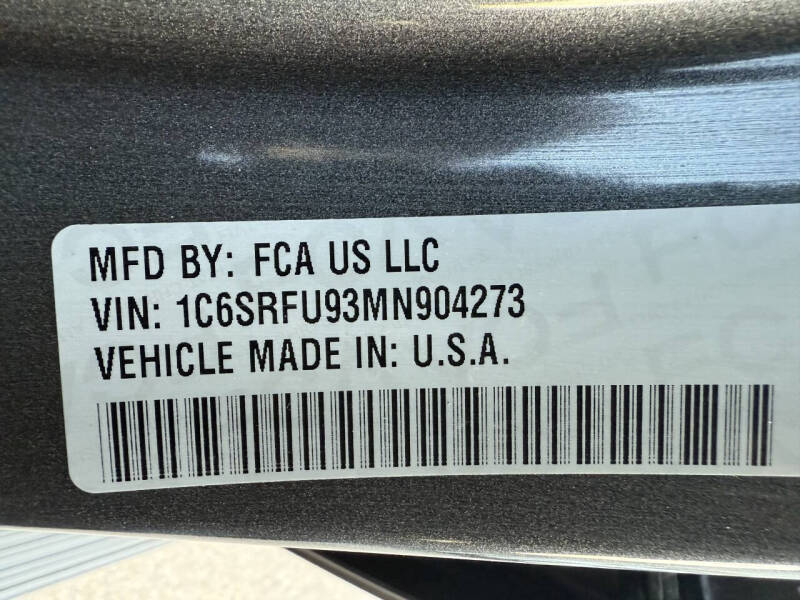 MFD BY: FCA US LLC
VIN: 1C6SRFU93MN904273
VEHICLE MADE IN: U.S.A.